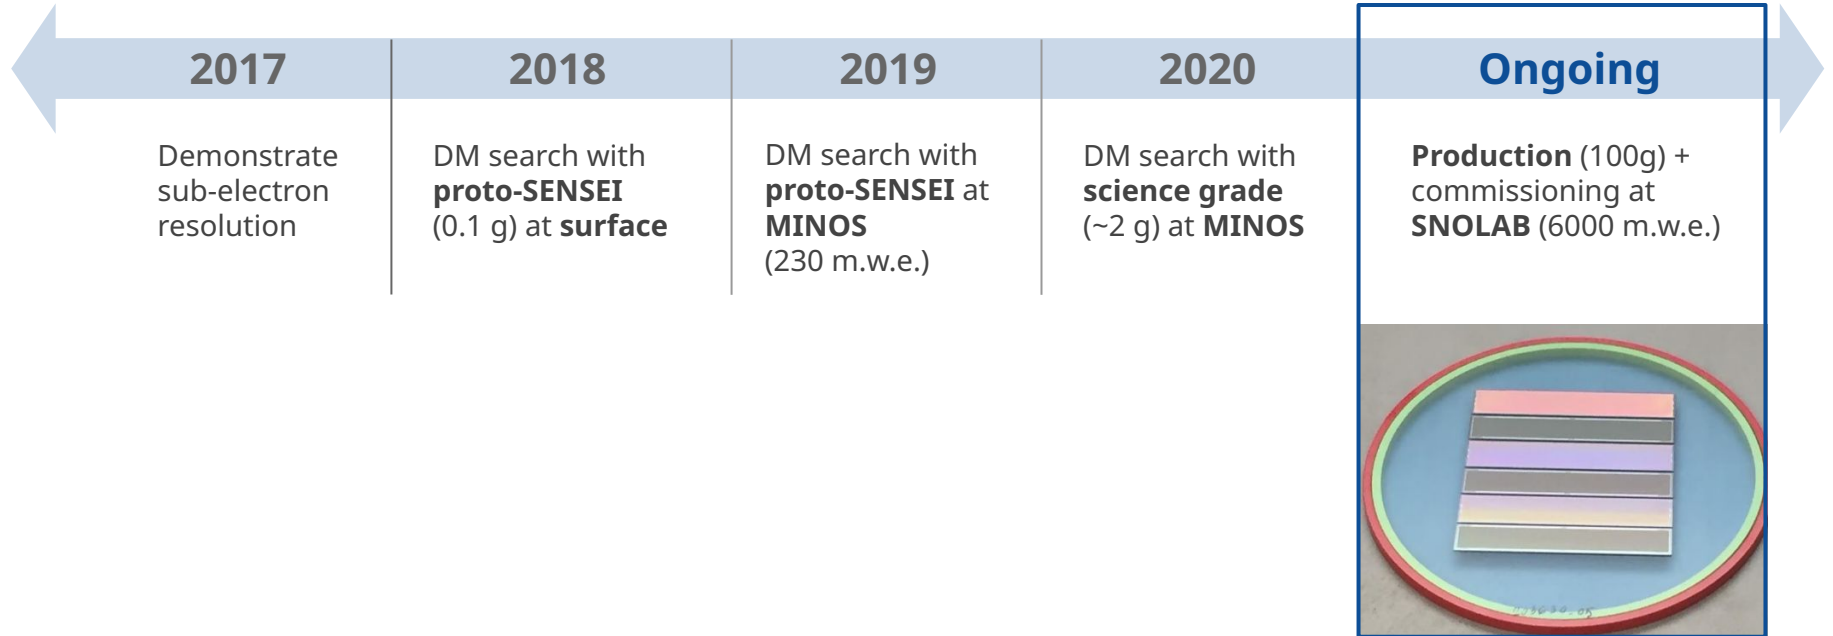 2017
Demonstrate
sub-electron
resolution
2018
DM search with
proto-SENSEI
(0.1 g) at surface
2019
DM search with
proto-SENSEI at
MINOS
(230 m.w.e.)
2020
DM search with
science grade
(~2 g) at MINOS
Ongoing
Production (100g) +
commissioning at
SNOLAB (6000 m.w.e.)